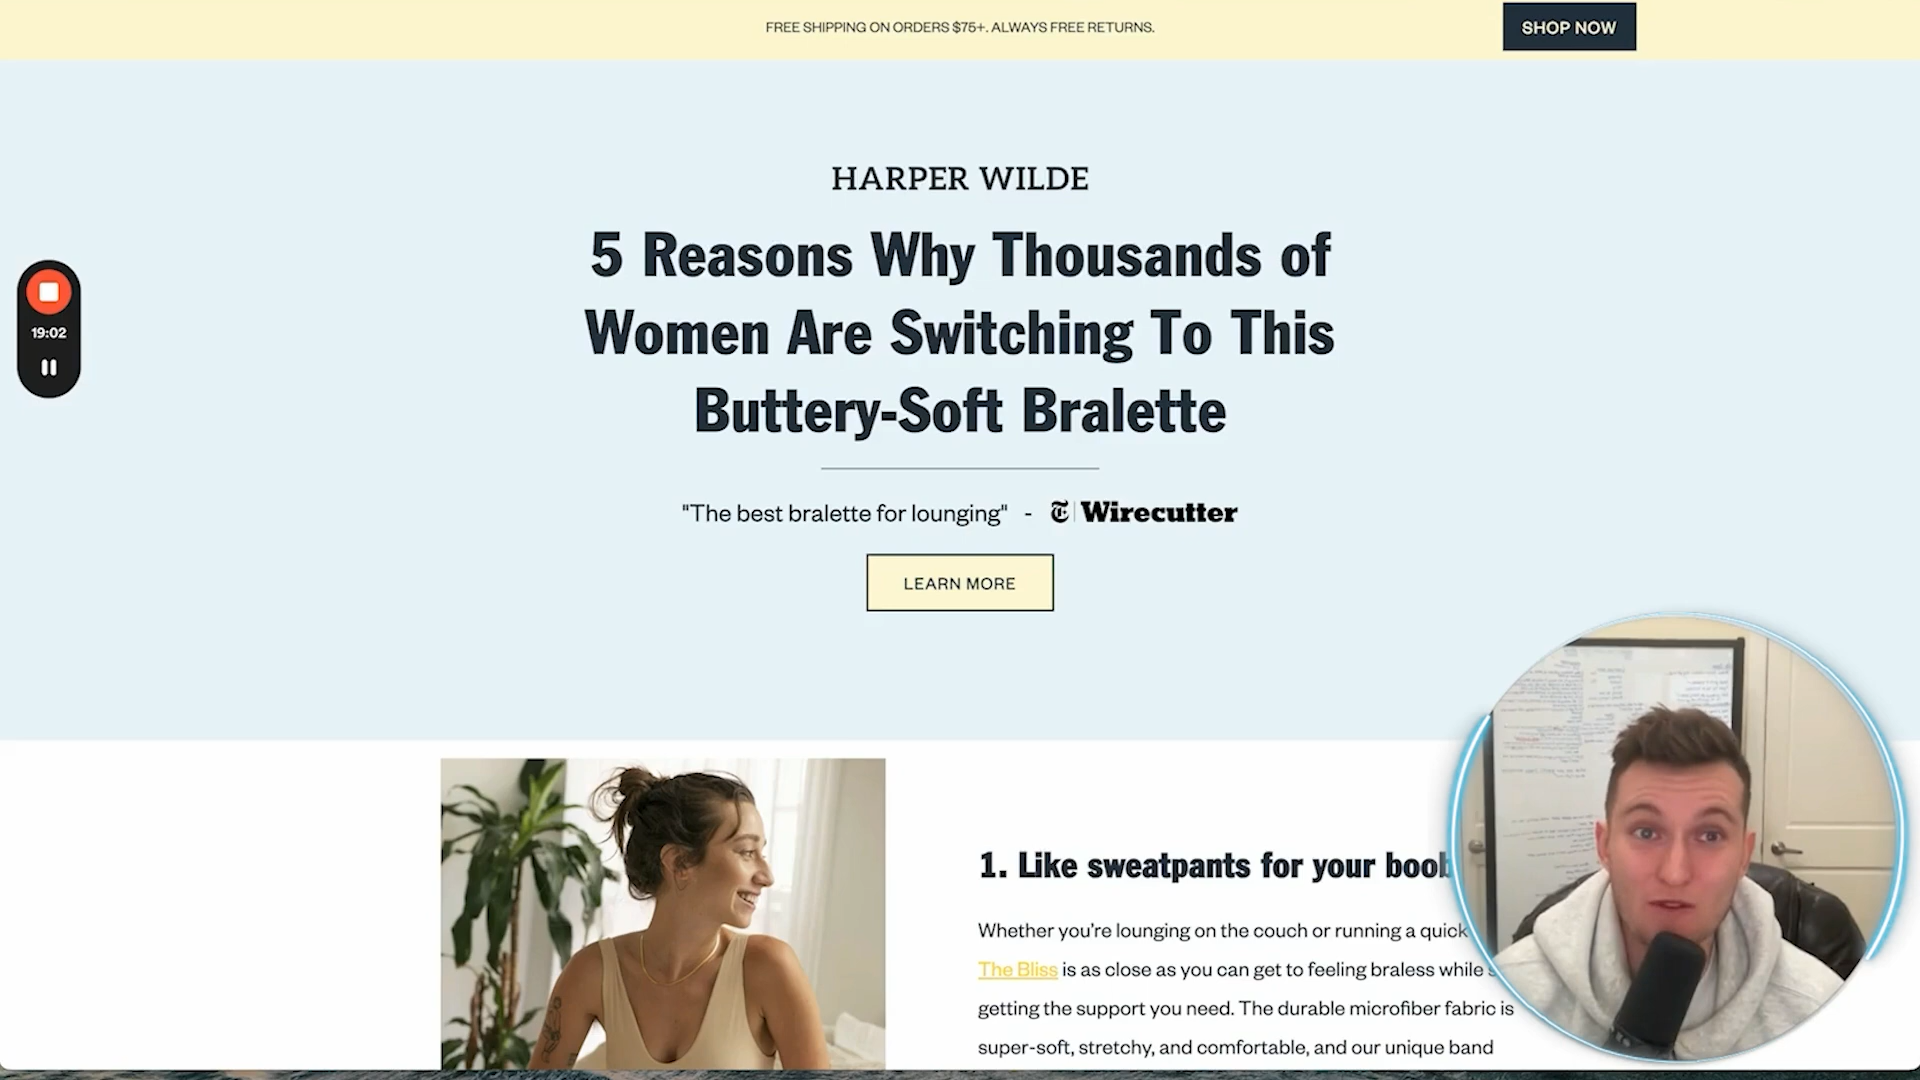 FREE SHIPPING ON ORDERS $75+. ALWAYS FREE RETURNS.
SHOP NOW
HARPER WILDE
5 Reasons Why Thousands of
Women Are Switching To This
Buttery-Soft Bralette
19:02
"The best bralette for lounging" - T Wirecutter
LEARN MORE
1. Like sweatpants for your boob
Whether you're lounging on the couch or running a quick
The Bliss is as close as you can get to feeling braless while s
getting the support you need. The durable microfiber fabric is
super-soft, stretchy, and comfortable, and our unique band